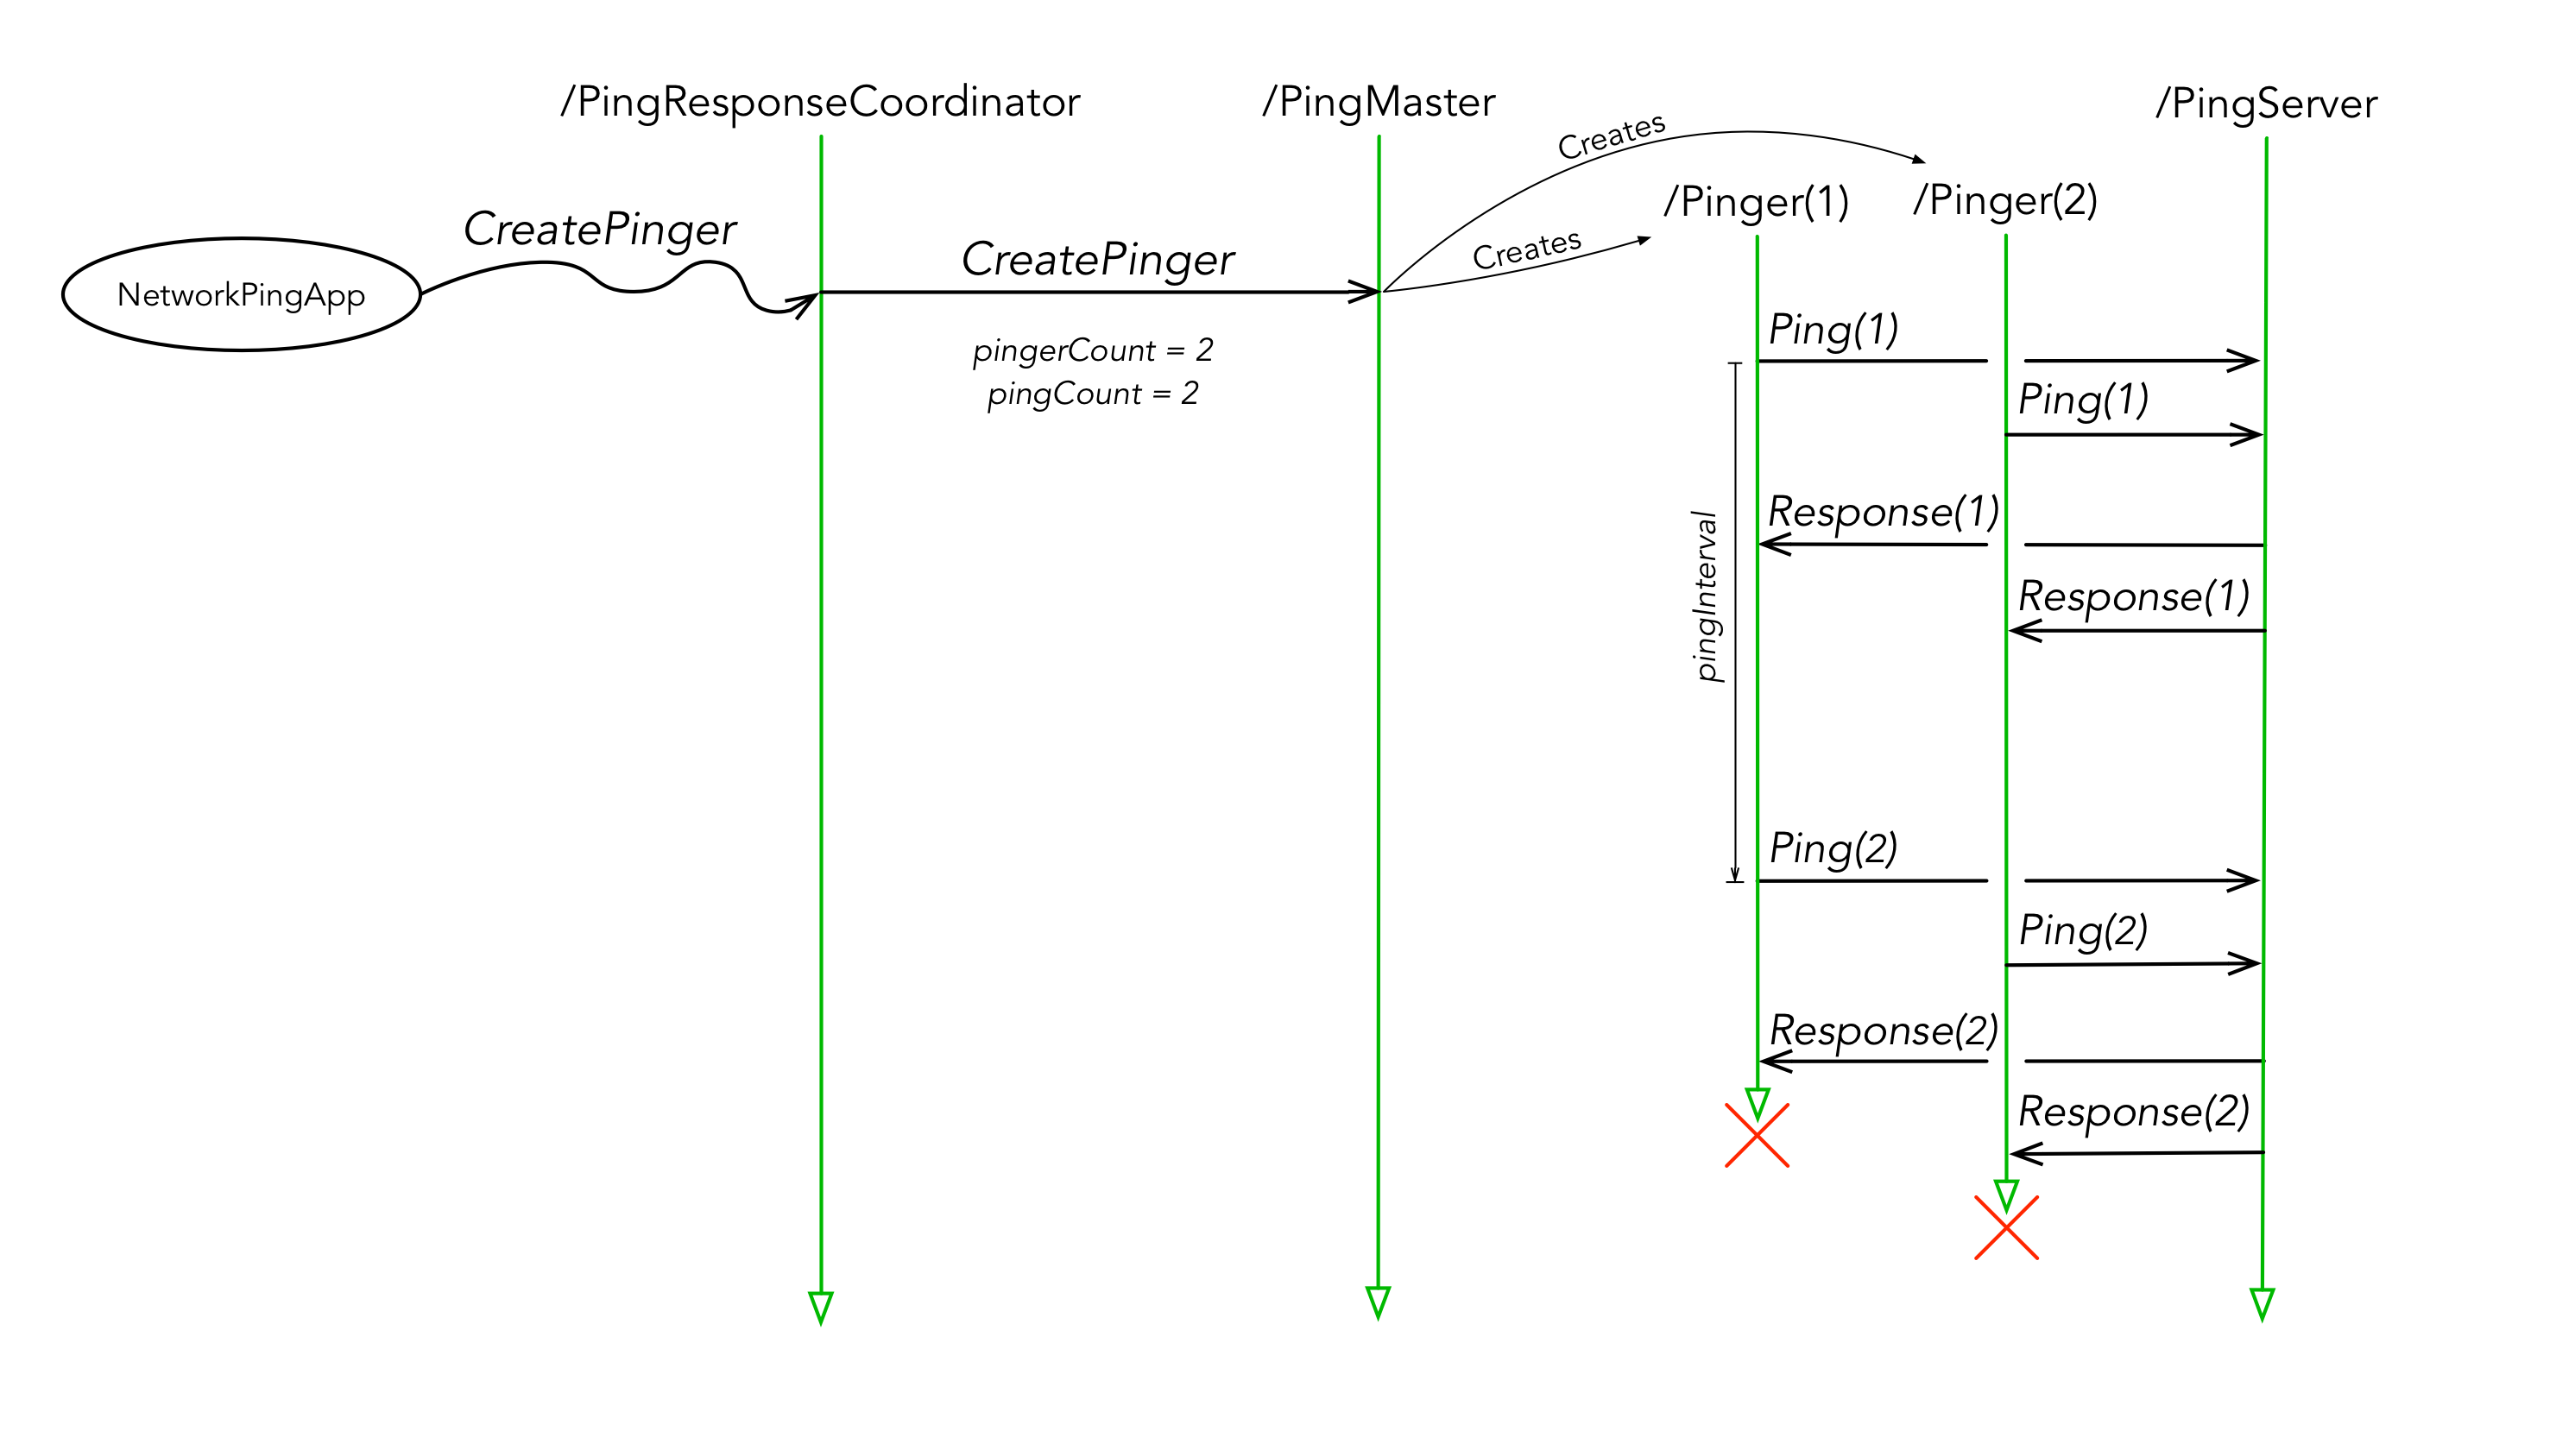 /PingResponseCoordinator
/PingMaster
/PingServer
Creates
/Pinger(1)
/Pinger(2)
CreatePinger
Creates
CreatePinger
NetworkPingApp
pingerCount = 2
pingCount = 2
Ping(1)
Ping(1)
Response(1)
pingInterval
Response(1)
Ping(2)
Ping(2)
Response(2)
Response(2)